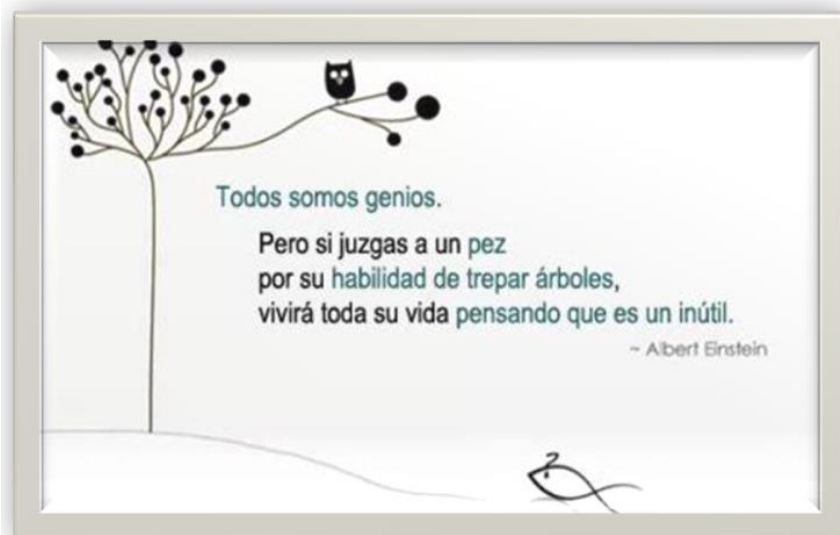 Todos somos genios.
Pero si juzgas a un pez
por su habilidad de trepar árboles,
vivirá toda su vida pensando que es un inútil.
~ Albert Einstein